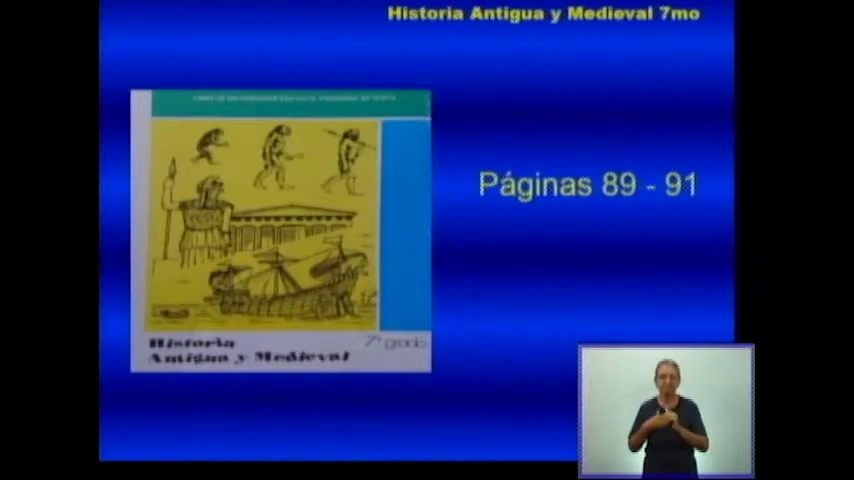 Historia Antigua y Medieval 7mo
Páginas 89 - 91
Historia
Antigua y Medieval
7º grado